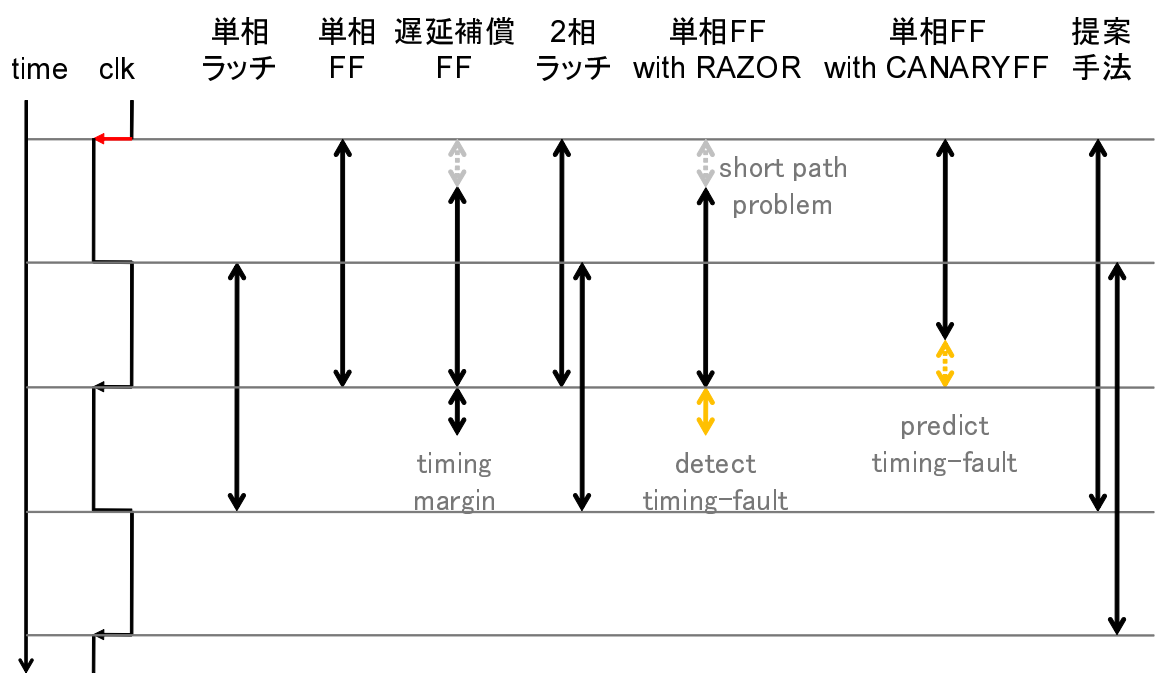 time
clk
単相
ラッチ
単相
FF
遅延補償
FF
2相
ラッチ
単相FF
with RAZOR
単相FF
with CANARYFF
提案
手法
short path
problem
timing
margin
detect
timing-fault
predict
timing-fault